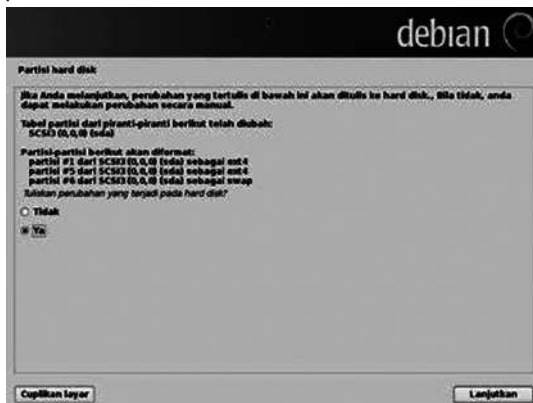 debian
Partisi hard disk
Jika Anda melanjutkan, perubahan yang tertulis di bawah ini akan ditulis ke hard disk., Bila tidak, anda
dapat melakukan perubahan secara manual.
Tabel partisi dari piranti-piranti berikut telah diubah:
SCSI3 (0,0,0) (sda)
Partisi-partisi berikut akan diformat:
partisi #1 dari SCSI3 (0,0,0) (sda) sebagai ext4
partisi #5 dari SCSI3 (0,0,0) (sda) sebagai ext4
partisi #6 dari SCSI3 (0,0,0) (sda) sebagai swap
Tuliskan perubahan yang terjadi pada hard disk?
Tidak
Ya
Cuplikan layar
Lanjutkan